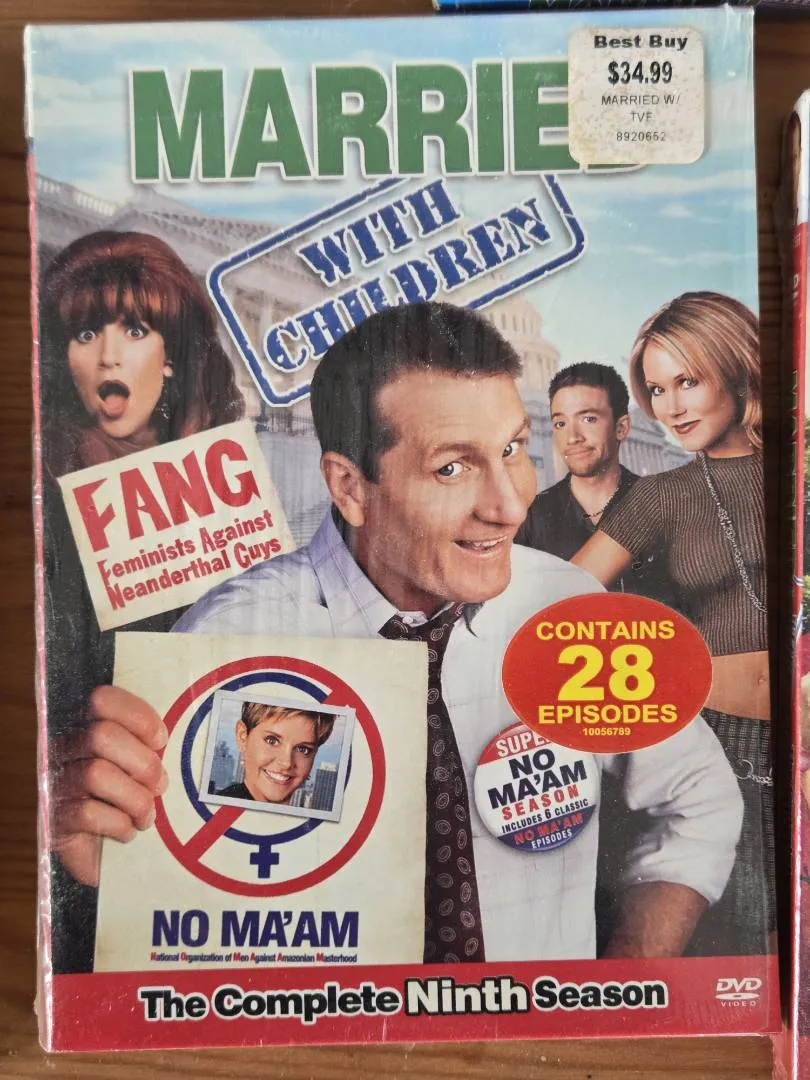 Best Buy
$34.99
MARRIED W/
TVF
8920652
MARRIED
WITH
CHILDREN
FANG
Feminists Against
Neanderthal Guys
CONTAINS
28
EPISODES
10056789
SUPER
NO
MA'AM
SEASON
INCLUDES 6 CLASSIC
NO MA'AM
EPISODES
NO MA'AM
National Organization of Men Against Amazonian Masterhood
The Complete Ninth Season
DVD
VIDEO